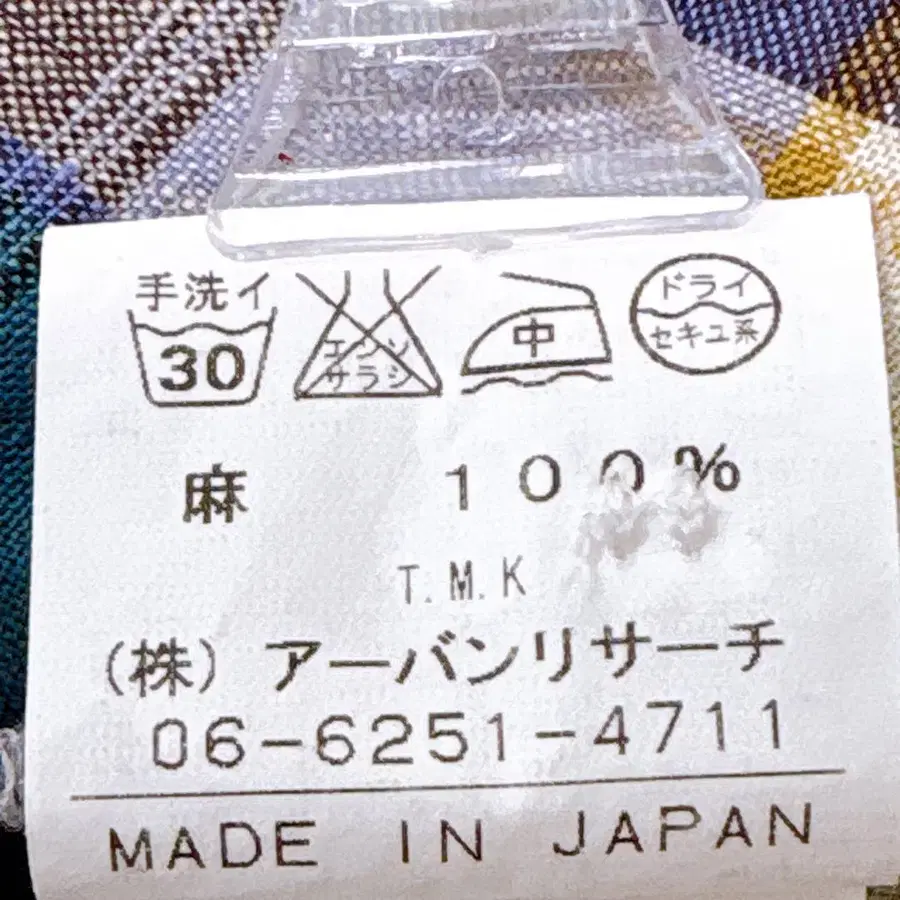 手洗イ
30
エンソ
サラシ
中
ドライ
セキユ系
麻 100%
T.M.K
(株)アーバンリサーチ
06-6251-4711
MADE IN JAPAN